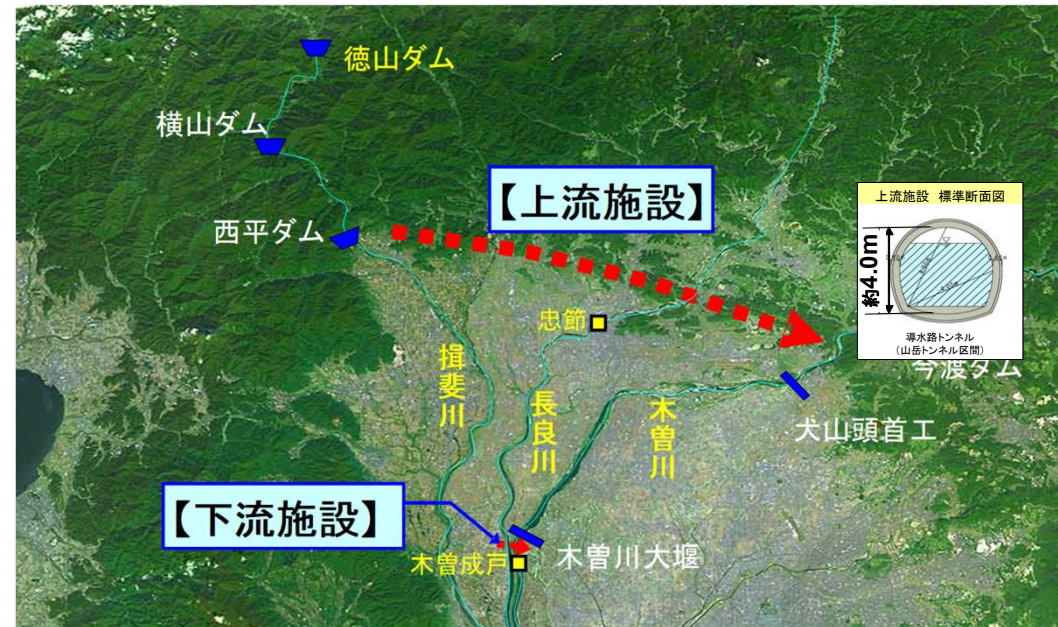 徳山ダム
横山ダム
【上流施設】
上流施設 標準断面図
西平ダム
約4.0m
忠節
導水路トンネル
(山岳トンネル区間)
今渡ダム
揖斐川
長良川
木曽川
犬山頭首工
【下流施設】
木曽成戸
木曽川大堰